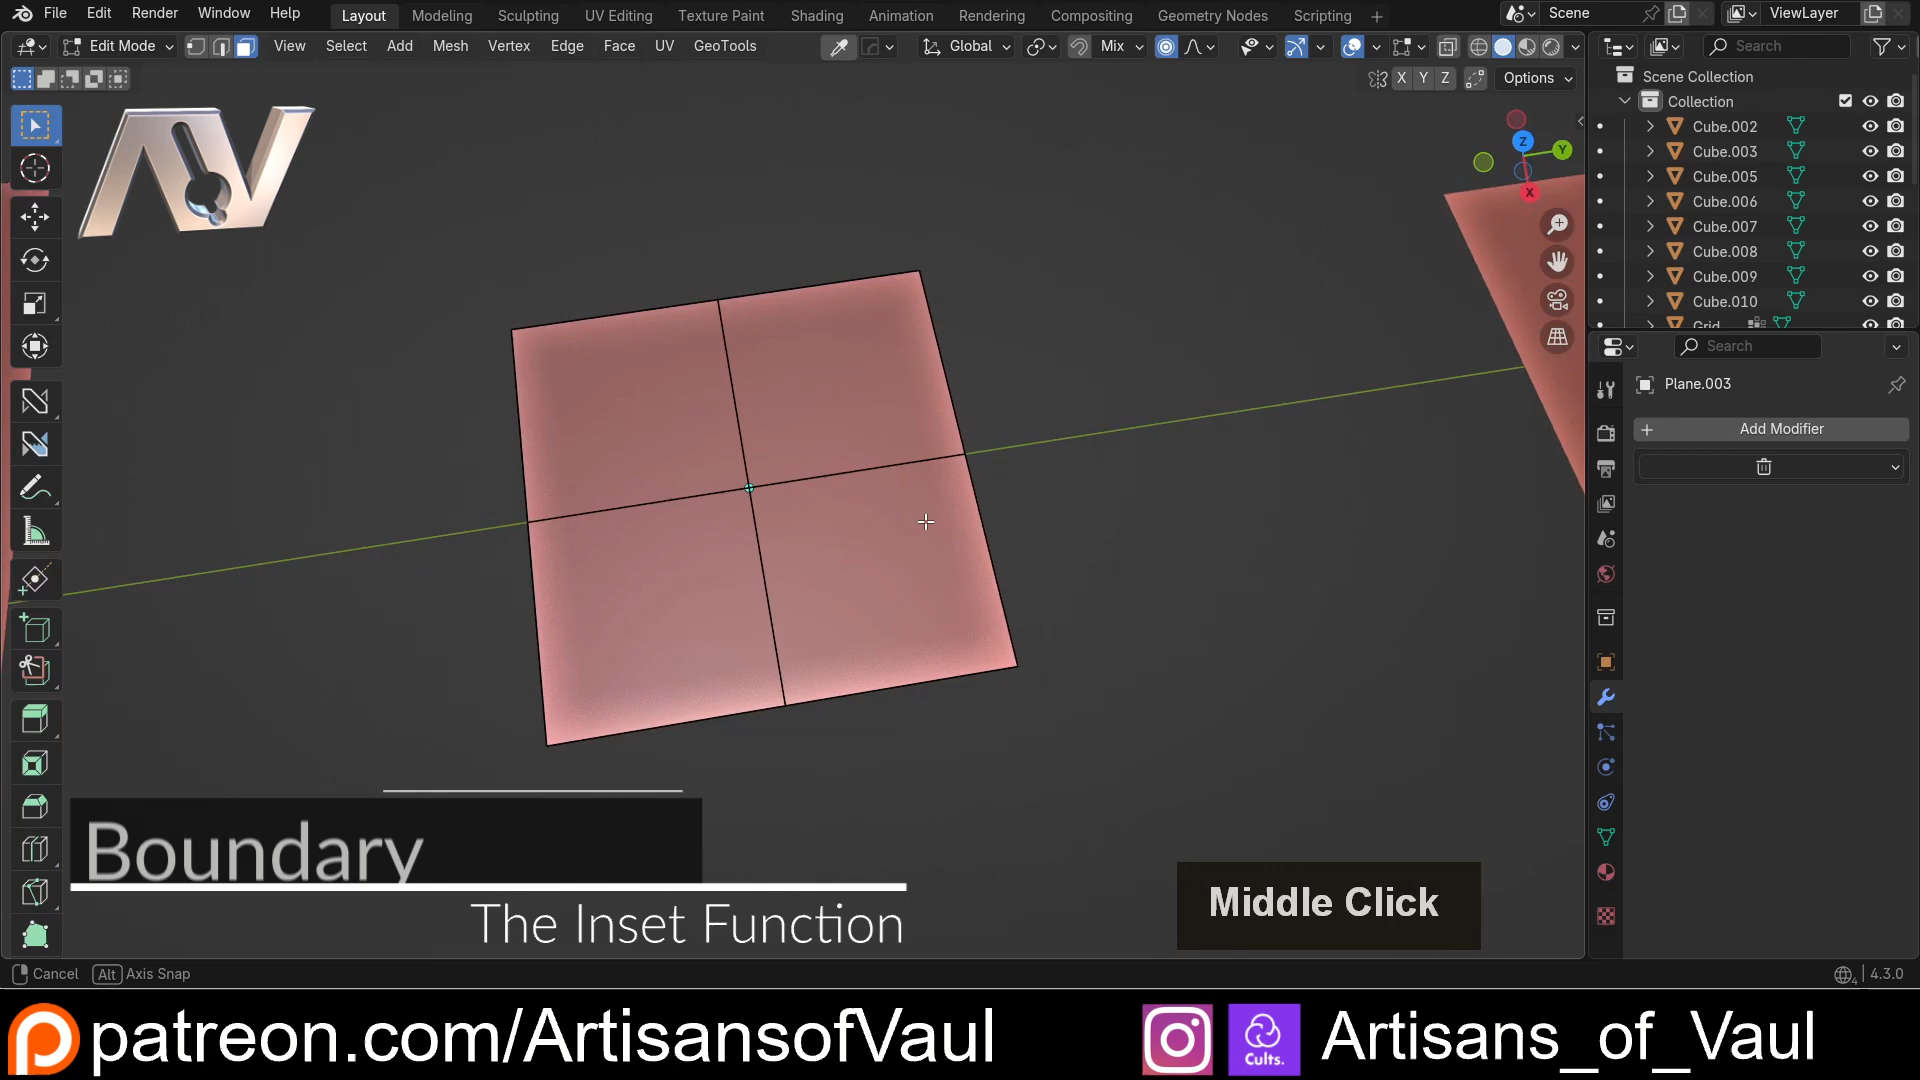 File Edit Render Window Help Layout Modeling Sculpting UV Editing Texture Paint Shading Animation Rendering Compositing Geometry Nodes Scripting + Scene ViewLayer
Edit Mode View Select Add Mesh Vertex Edge Face UV GeoTools Global Mix Search
X Y Z Options
Scene Collection
Collection
Cube.002
Cube.003
Cube.005
Cube.006
Cube.007
Cube.008
Cube.009
Cube.010
Grid
Z
Y
X
Search
Plane.003
+ Add Modifier
AV
Boundary
The Inset Function
Middle Click
Cancel Alt Axis Snap
4.3.0
patreon.com/ArtisansofVaul
Cults.
Artisans_of_Vaul